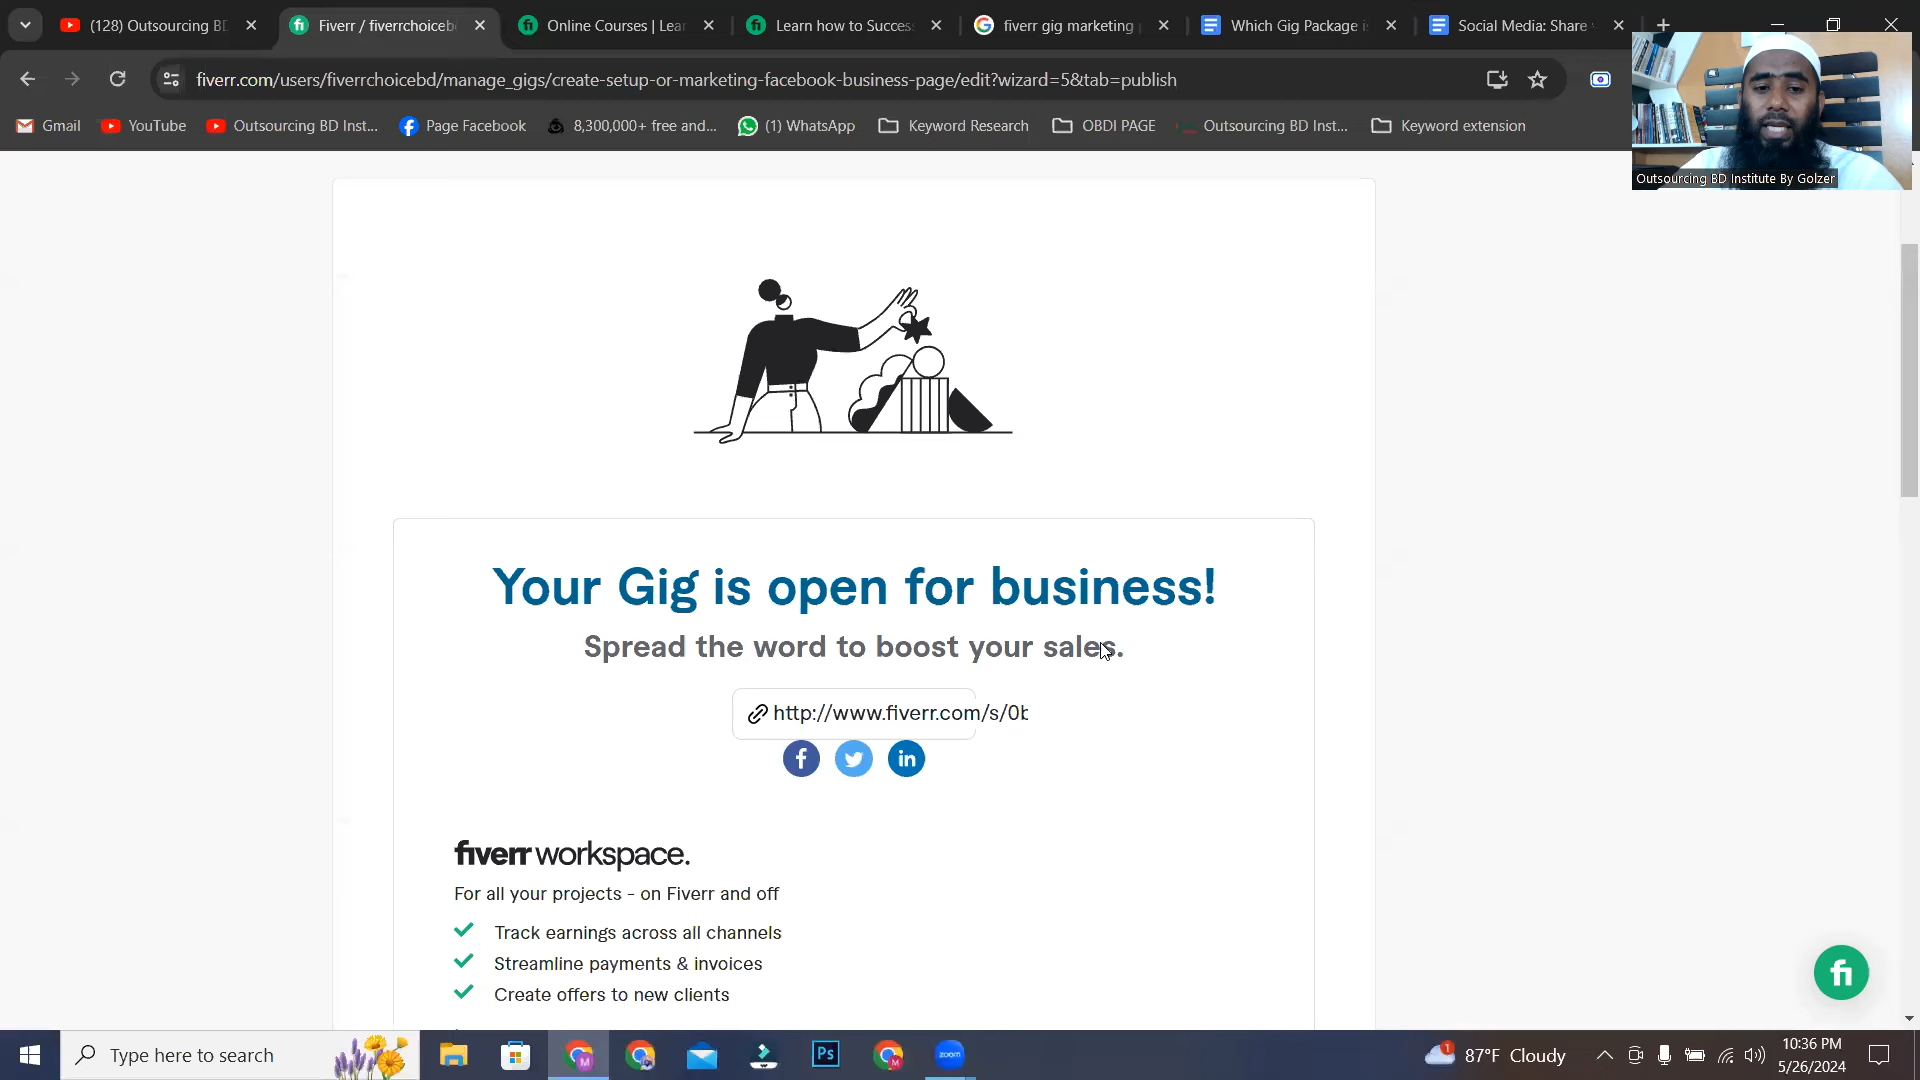 (128) Outsourcing BD
Fiverr / fiverrchoiceb
Online Courses | Lea
Learn how to Success
fiverr gig marketing
Which Gig Package i
Social Media: Share
fiverr.com/users/fiverrchoicebd/manage_gigs/create-setup-or-marketing-facebook-business-page/edit?wizard=5&tab=publish
Gmail
YouTube
Outsourcing BD Inst...
Page Facebook
8,300,000+ free and...
(1) WhatsApp
Keyword Research
OBDI PAGE
Outsourcing BD Inst...
Keyword extension
Outsourcing BD Institute By Golzer
Your Gig is open for business!
Spread the word to boost your sales.
http://www.fiverr.com/s/0b
fiverr workspace.
For all your projects - on Fiverr and off
Track earnings across all channels
Streamline payments & invoices
Create offers to new clients
fi
Type here to search
Ps
zoom
1
87°F Cloudy
10:36 PM
5/26/2024